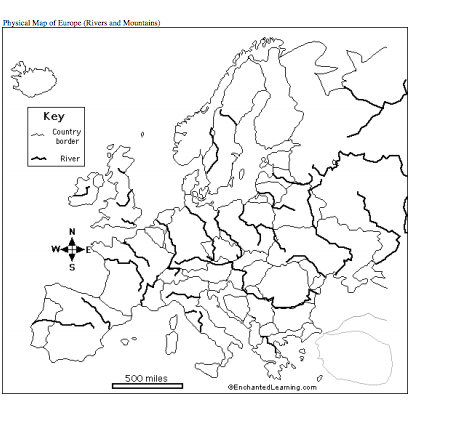 Physical Map of Europe (Rivers and Mountains)
Key
Country
border
River
N
W E
S
500 miles
©EnchantedLearning.com